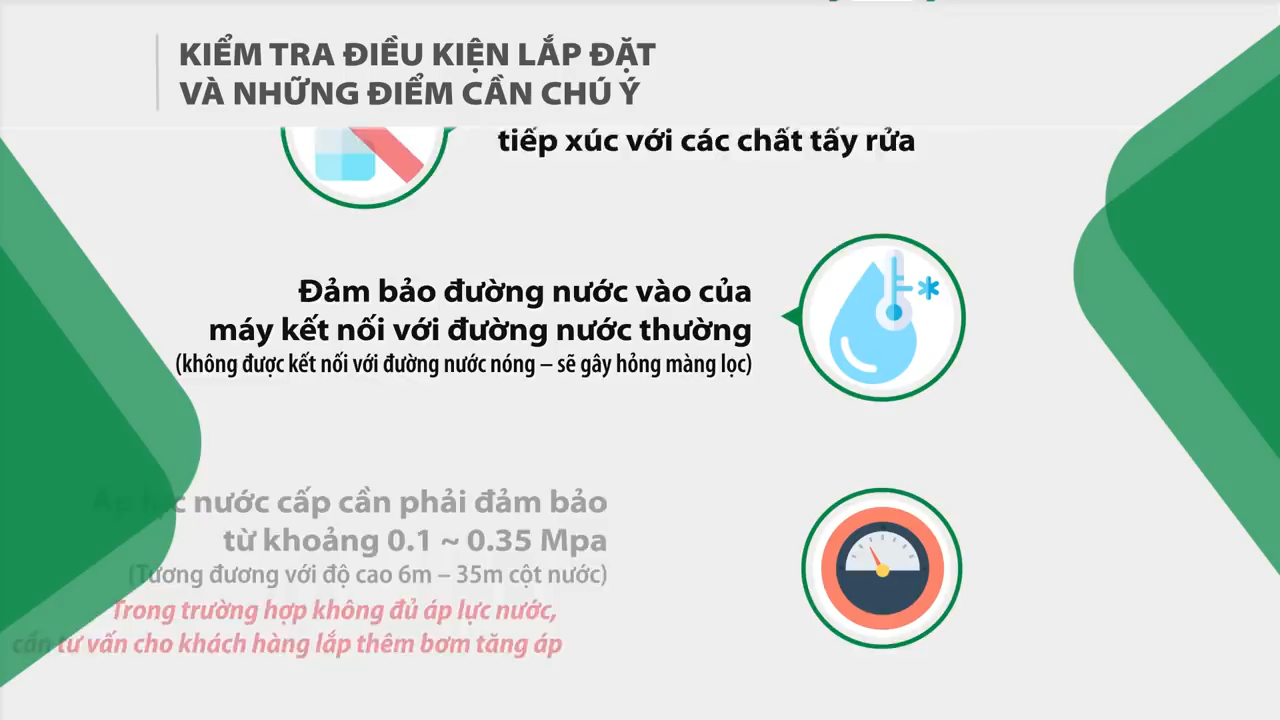 KIỂM TRA ĐIỀU KIỆN LẮP ĐẶT
VÀ NHỮNG ĐIỂM CẦN CHÚ Ý
tiếp xúc với các chất tẩy rửa
Đảm bảo đường nước vào của
máy kết nối với đường nước thường
(không được kết nối với đường nước nóng – sẽ gây hỏng màng lọc)
Áp lực nước cấp cần phải đảm bảo
từ khoảng 0.1 ~ 0.35 Mpa
(Tương đương với độ cao 6m – 35m cột nước)
Trong trường hợp không đủ áp lực nước,
cần tư vấn cho khách hàng lắp thêm bơm tăng áp